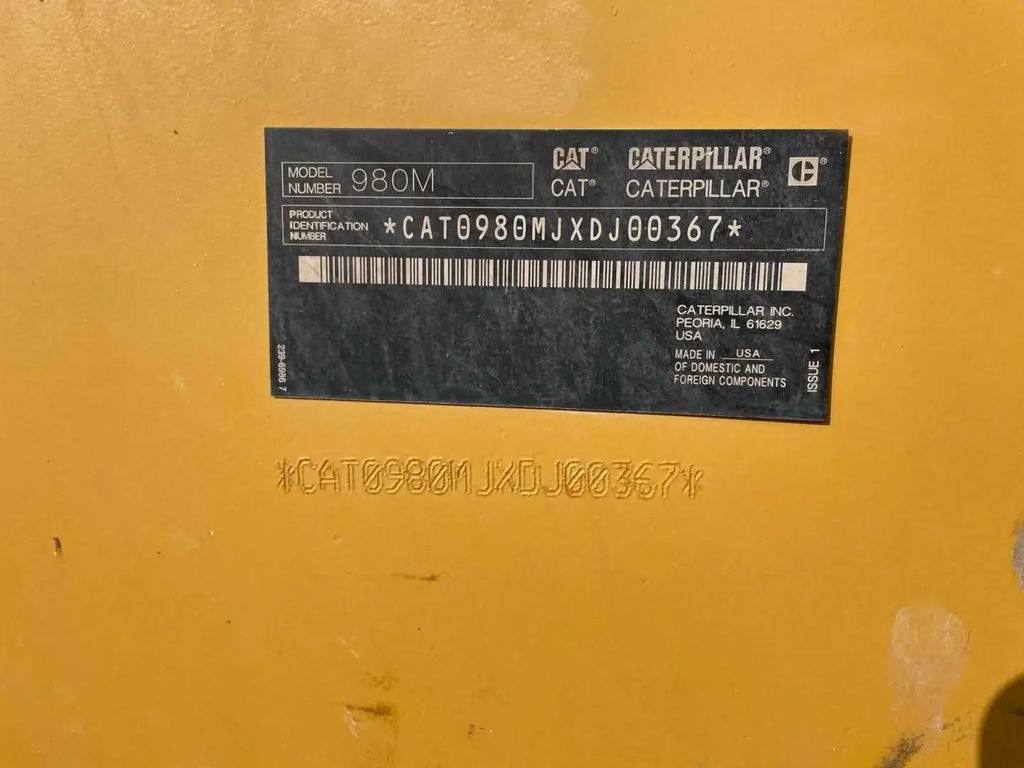 CAT® CATERPILLAR®
MODEL NUMBER 980M
CAT® CATERPILLAR®
PRODUCT IDENTIFICATION NUMBER *CAT0980MJXDJ00367*
CATERPILLAR INC.
PEORIA, IL 61629
USA
MADE IN USA
OF DOMESTIC AND
FOREIGN COMPONENTS
239-6986 7
ISSUE 1
*CAT0980MJXDJ00367*